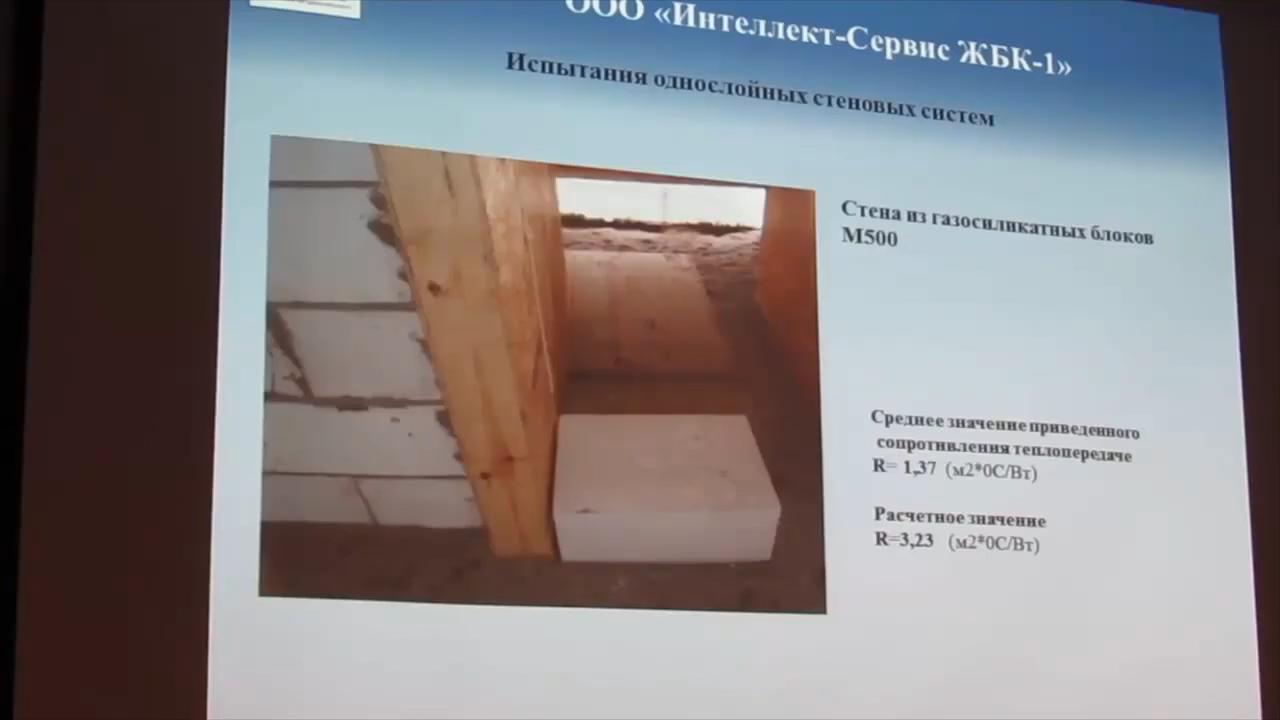 ООО «Интеллект-Сервис ЖБК-1»
Испытания однослойных стеновых систем
Стена из газосиликатных блоков
М500
Среднее значение приведенного
сопротивления теплопередаче
R= 1,37 (м2*0С/Вт)
Расчетное значение
R=3,23 (м2*0С/Вт)